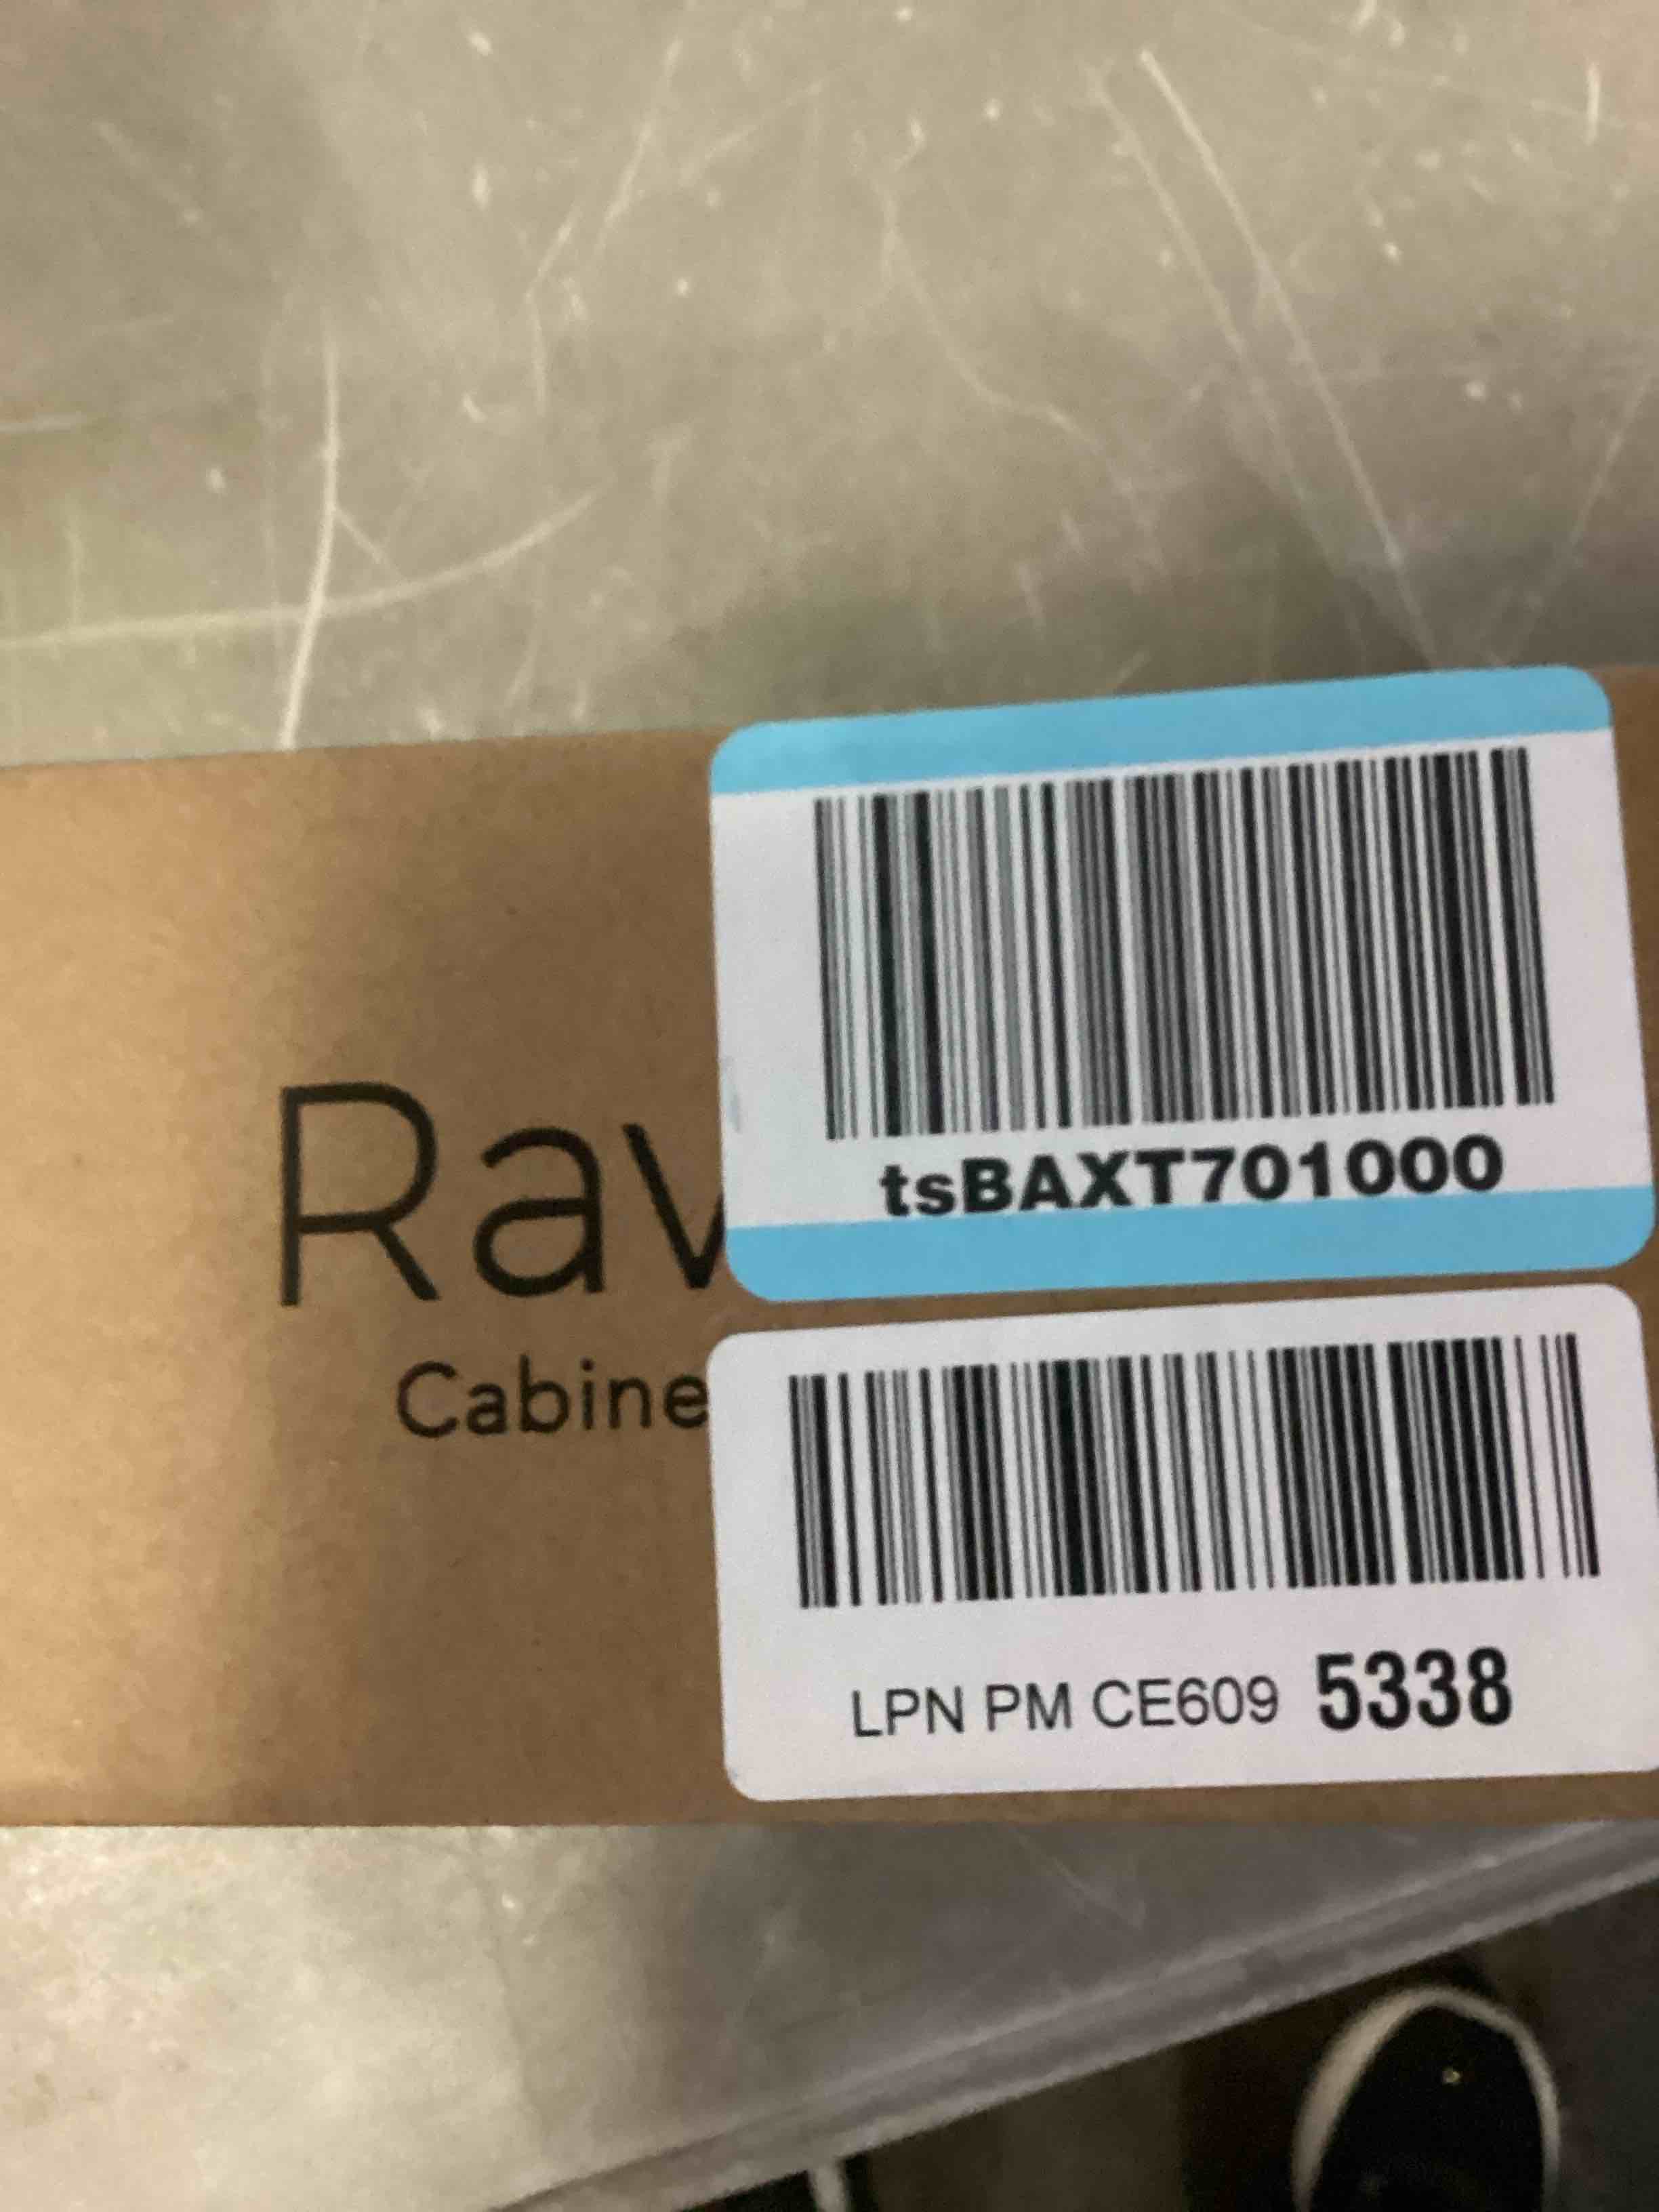 tsBAXT701000
Rav
Cabine
LPN PM CE609 5338